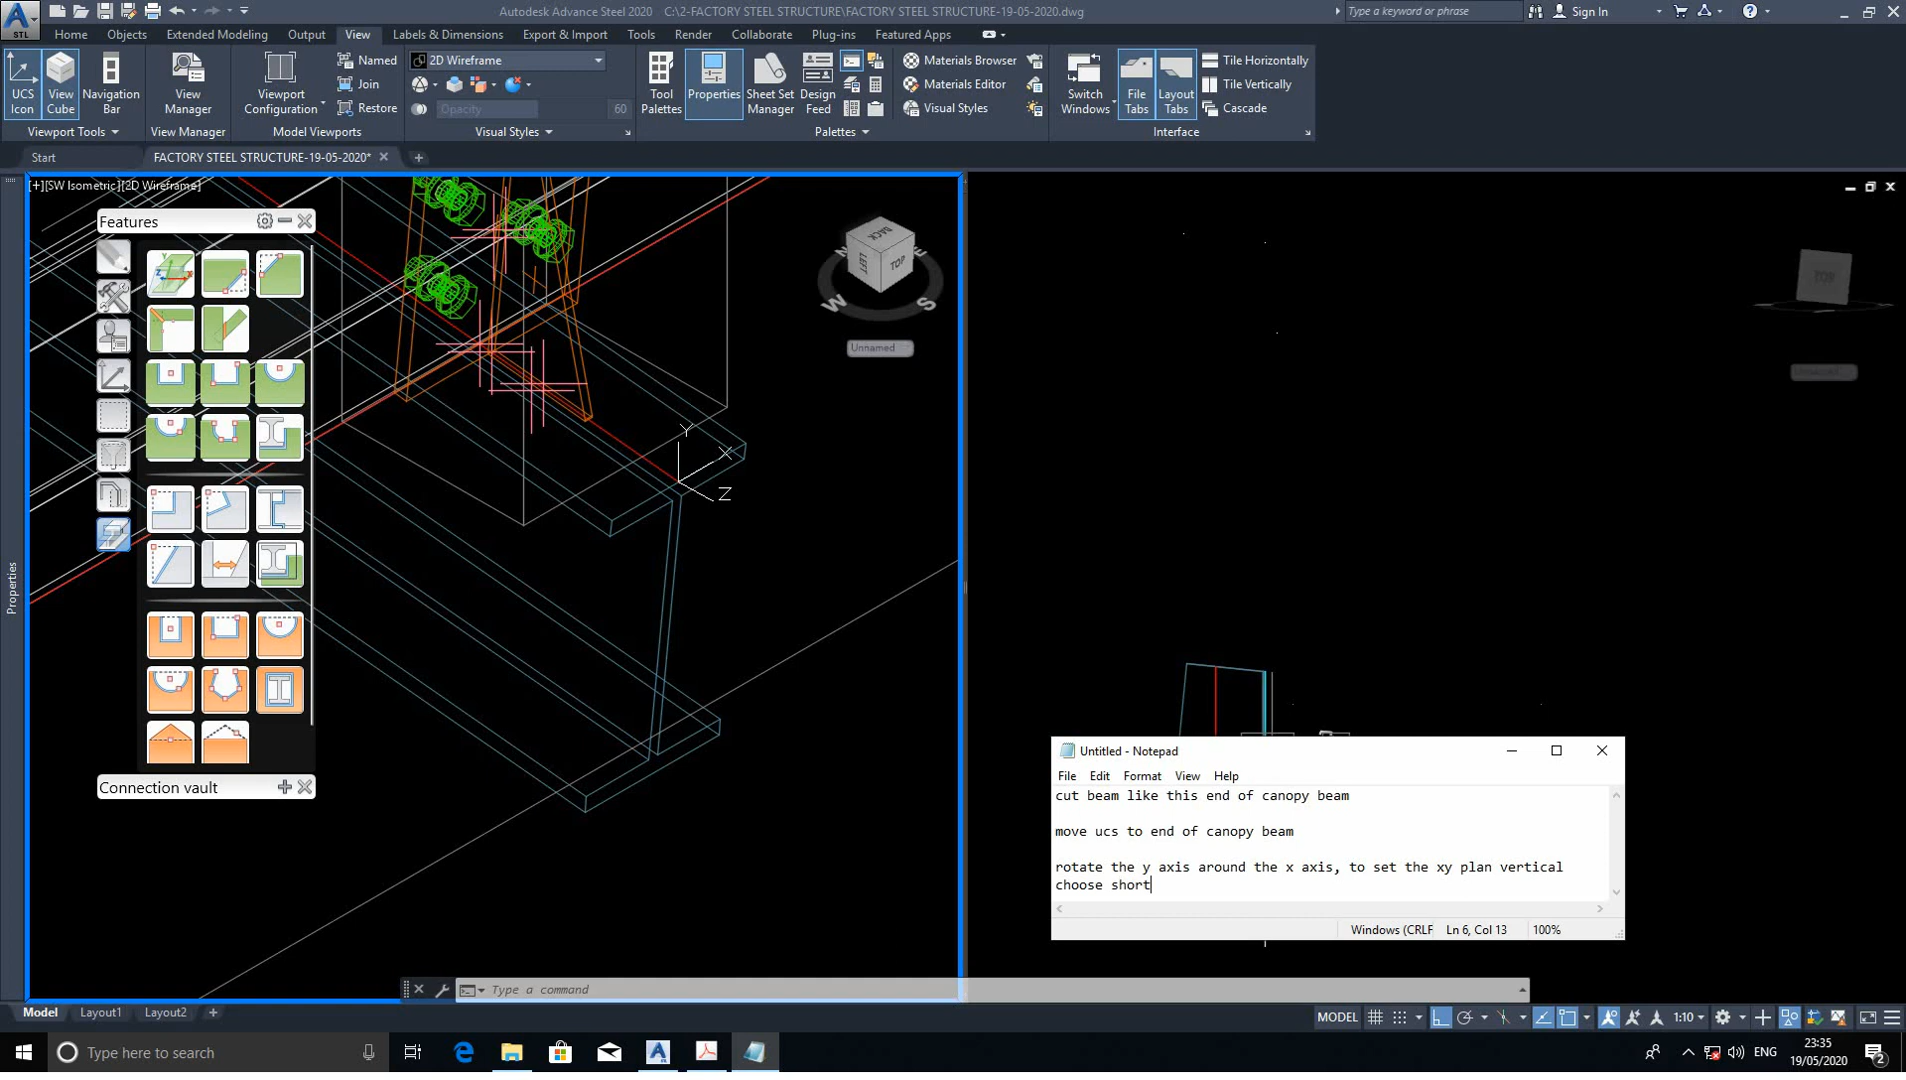 Autodesk Advance Steel 2020 C:\2-FACTORY STEEL STRUCTURE\FACTORY STEEL STRUCTURE-19-05-2020.dwg
Type a keyword or phrase
Sign In
STL
Home Objects Extended Modeling Output View Labels & Dimensions Export & Import Tools Render Collaborate Plug-ins Featured Apps
UCS Icon
View Cube
Navigation Bar
View Manager
Viewport Configuration
Named
Join
Restore
2D Wireframe
Opacity 60
Tool Palettes
Properties
Sheet Set Manager
Design Feed
Materials Browser
Materials Editor
Visual Styles
Switch Windows
File Tabs
Layout Tabs
Tile Horizontally
Tile Vertically
Cascade
Viewport Tools View Manager Model Viewports Visual Styles Palettes Interface
Start FACTORY STEEL STRUCTURE-19-05-2020*
[+][SW Isometric][2D Wireframe]
Features
Y
Z
X
BACK
LEFT
TOP
W
S
E
Unnamed
TOP
Y
X
Z
Connection vault
Properties
Untitled - Notepad
File Edit Format View Help
cut beam like this end of canopy beam
move ucs to end of canopy beam
rotate the y axis around the x axis, to set the xy plan vertical
choose short
Windows (CRLF Ln 6, Col 13 100%
Type a command
Model Layout1 Layout2
MODEL 1:10
Type here to search
ENG
23:35
19/05/2020
2